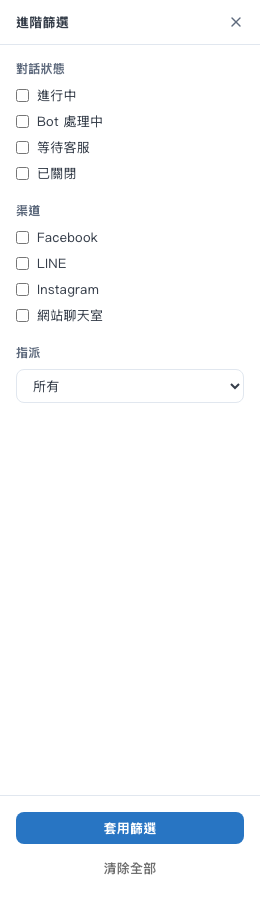 進階篩選
對話狀態
進行中
Bot 處理中
等待客服
已關閉
渠道
Facebook
LINE
Instagram
網站聊天室
指派
所有
套用篩選
清除全部